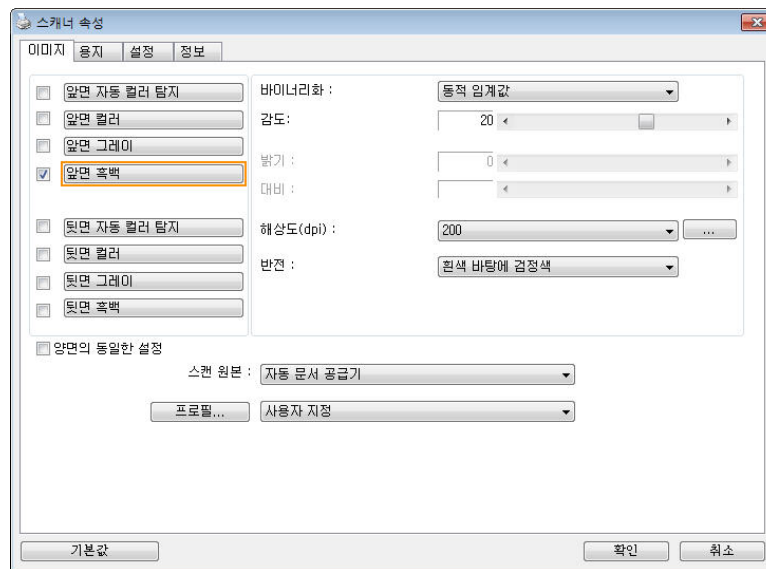 스캐너 속성
이미지 용지 설정 정보
앞면 자동 컬러 탐지
앞면 컬러
앞면 그레이
앞면 흑백
뒷면 자동 컬러 탐지
뒷면 컬러
뒷면 그레이
뒷면 흑백
바이너리화 : 동적 임계값
감도: 20
밝기 : 0
대비 :
해상도(dpi) : 200 ...
반전 : 흰색 바탕에 검정색
양면의 동일한 설정
스캔 원본 : 자동 문서 공급기
프로필... 사용자 지정
기본값 확인 취소